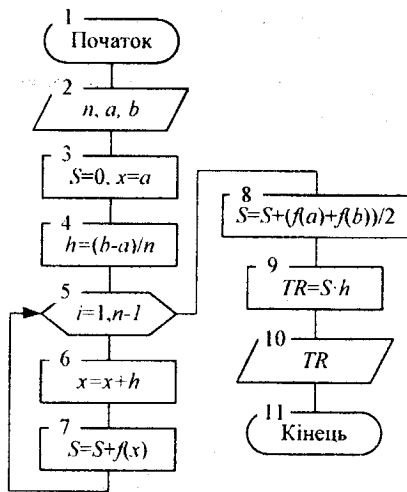 1
Початок
2
n, a, b
3
S=0, x=a
4
h=(b-a)/n
5
i=1,n-1
6
x=x+h
7
S=S+f(x)
8
S=S+(f(a)+f(b))/2
9
TR=S·h
10
TR
11
Кінець